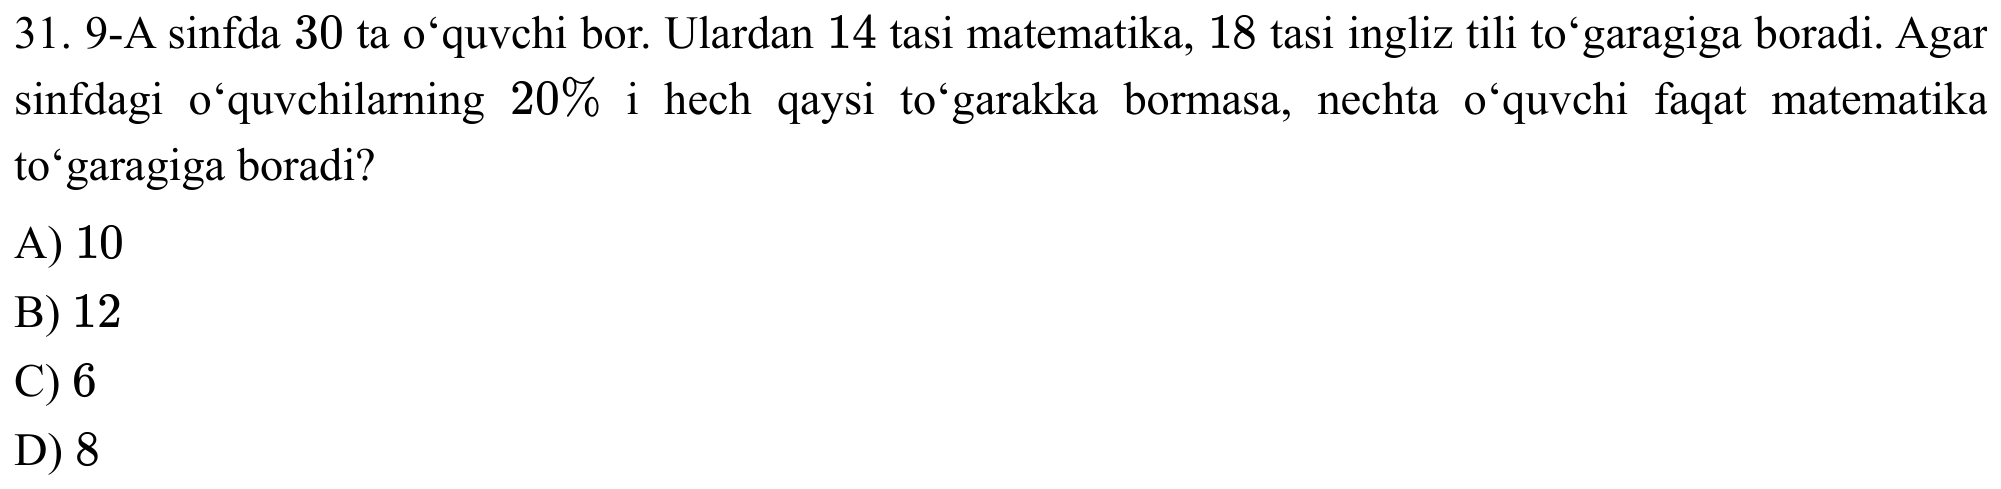 31. 9-A sinfda 30 ta o‘quvchi bor. Ulardan 14 tasi matematika, 18 tasi ingliz tili to‘garagiga boradi. Agar
sinfdagi o‘quvchilarning 20% i hech qaysi to‘garakka bormasa, nechta o‘quvchi faqat matematika
to‘garagiga boradi?
A) 10
B) 12
C) 6
D) 8